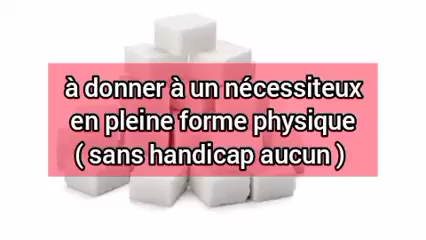 à donner à un nécessiteux
en pleine forme physique
( sans handicap aucun )